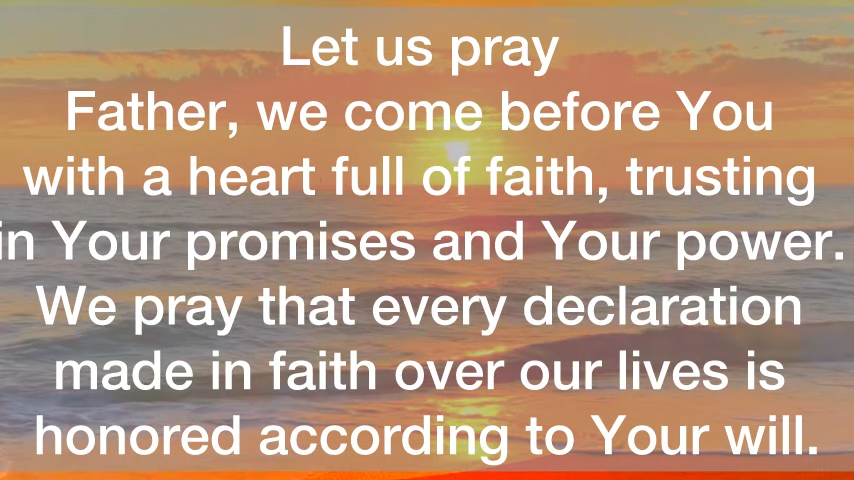 Let us pray
Father, we come before You
with a heart full of faith, trusting
in Your promises and Your power.
We pray that every declaration
made in faith over our lives is
honored according to Your will.